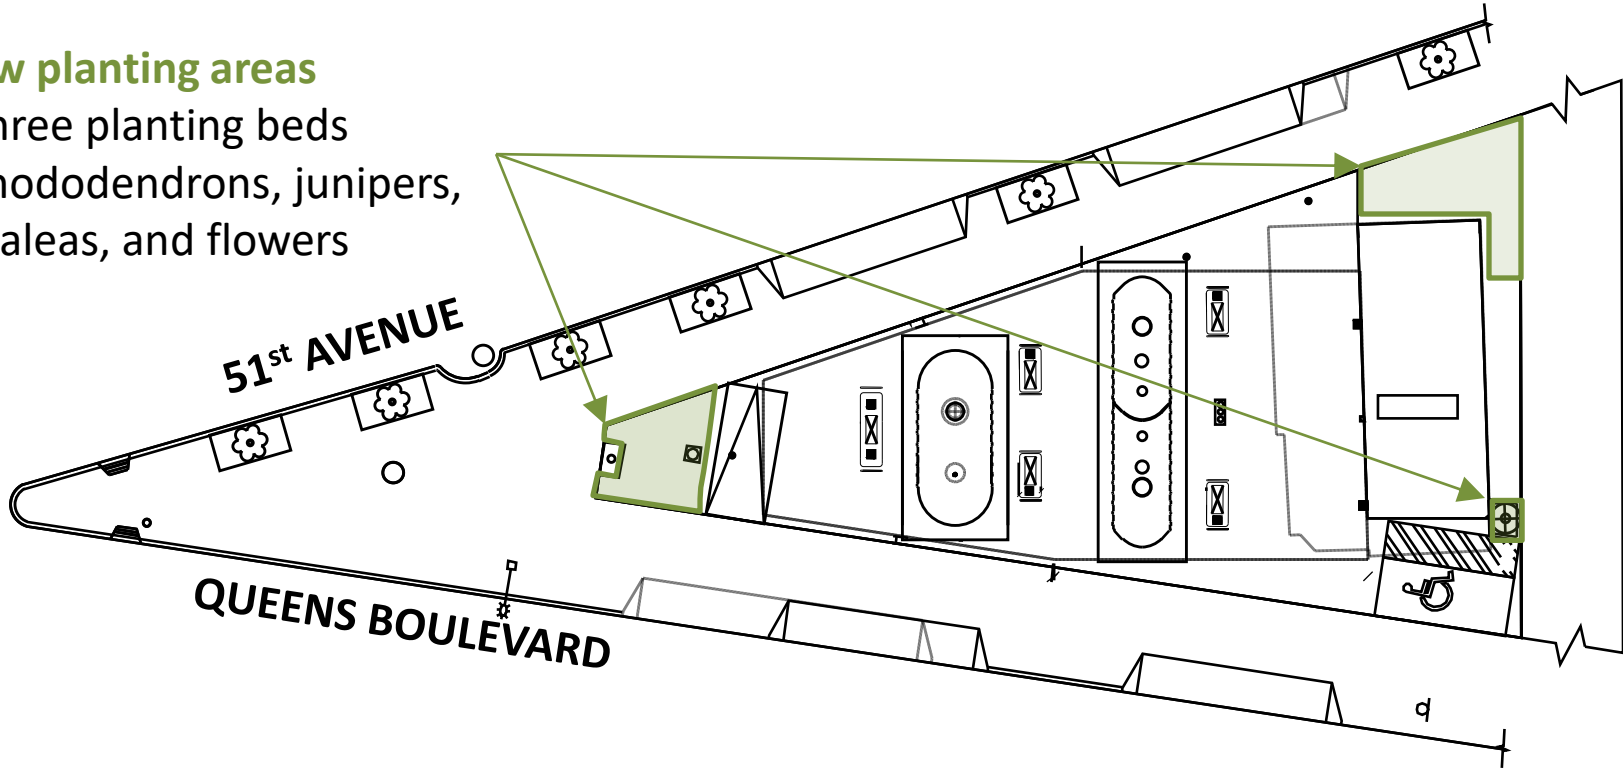 w planting areas
hree planting beds
hododendrons, junipers,
aleas, and flowers
51st AVENUE
QUEENS BOULEVARD
d